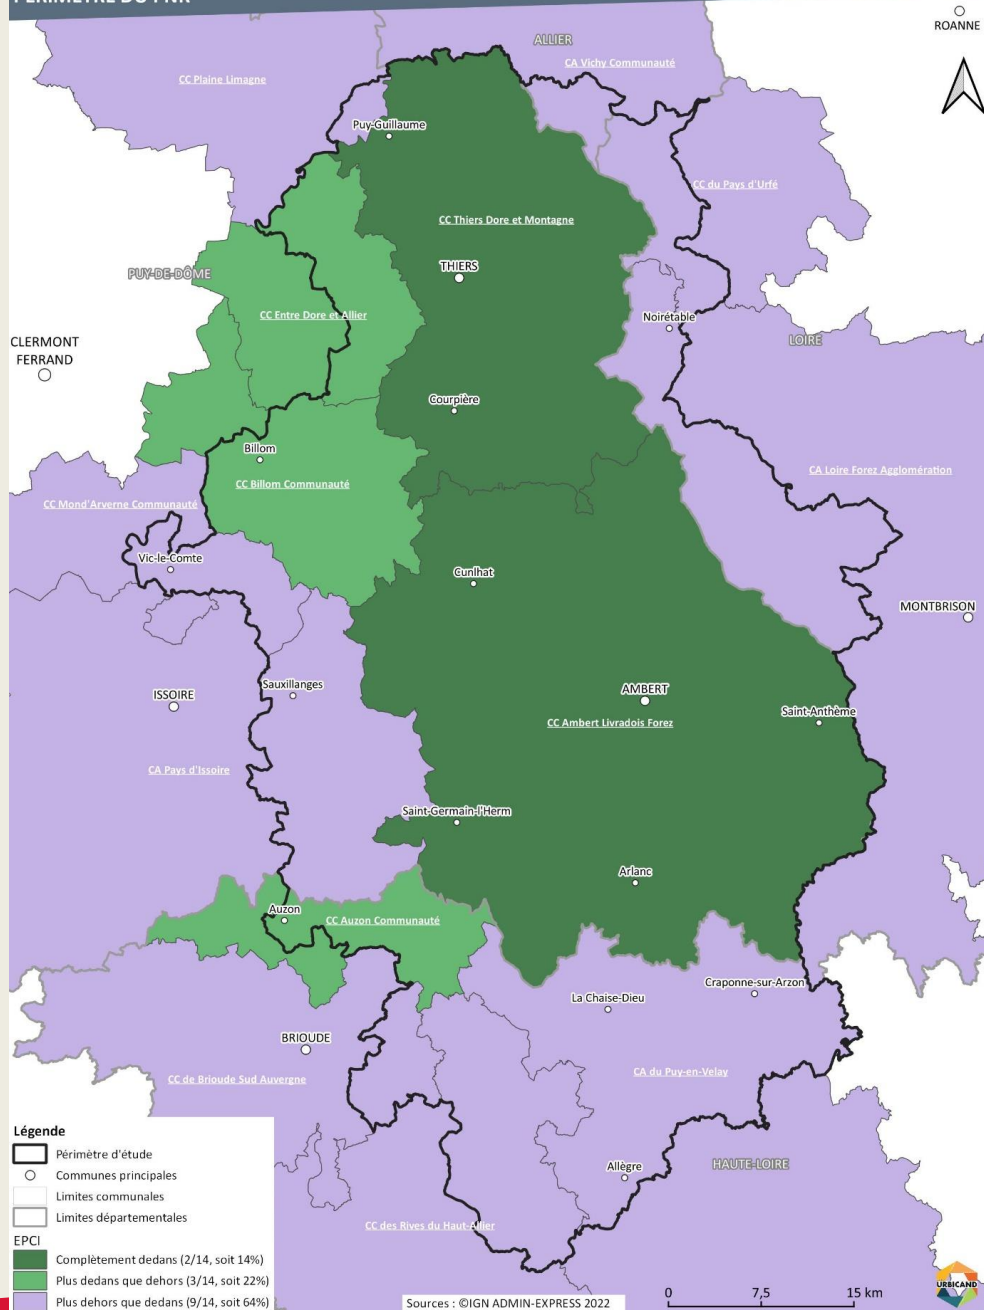 PÉRIMÈTRE DU PNR
ROANNE
ALLIER
CA Vichy Communauté
CC Plaine Limagne
Puy-Guillaume
CC du Pays d'Urfé
CC Thiers Dore et Montagne
THIERS
PUY-DE-DÔME
CC Entre Dore et Allier
Noirétable
LOIRE
CLERMONT
FERRAND
Courpière
Billom
CA Loire Forez Agglomération
CC Billom Communauté
CC Mond'Arverne Communauté
Vic-le-Comte
Cunlhat
MONTBRISON
Sauxillanges
AMBERT
ISSOIRE
Saint-Anthème
CC Ambert Livradois Forez
CA Pays d'Issoire
Saint-Germain-l'Herm
Arlanc
Auzon
CC Auzon Communauté
Craponne-sur-Arzon
La Chaise-Dieu
BRIOUDE
CA du Puy-en-Velay
CC de Brioude Sud Auvergne
Allègre
HAUTE-LOIRE
CC des Rives du Haut-Allier
Légende
Périmètre d'étude
Communes principales
Limites communales
Limites départementales
EPCI
Complètement dedans (2/14, soit 14%)
Plus dedans que dehors (3/14, soit 22%)
Plus dehors que dedans (9/14, soit 64%)
Sources : ©IGN ADMIN-EXPRESS 2022
0 7,5 15 km
URBICAND